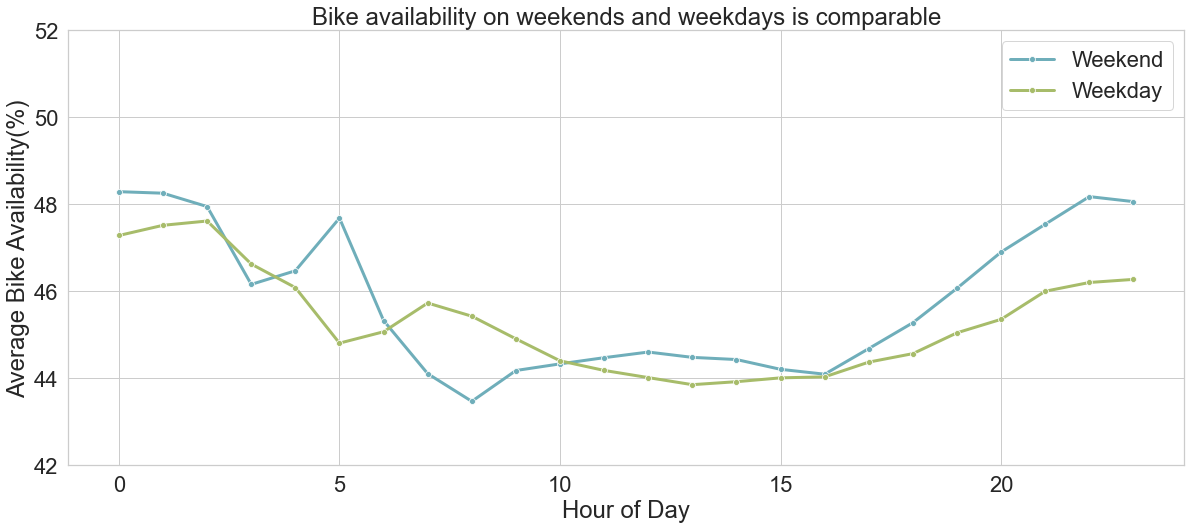 Bike availability on weekends and weekdays is comparable
52
50
48
46
44
42
Average Bike Availability(%)
Weekend
Weekday
0
5
10
15
20
Hour of Day